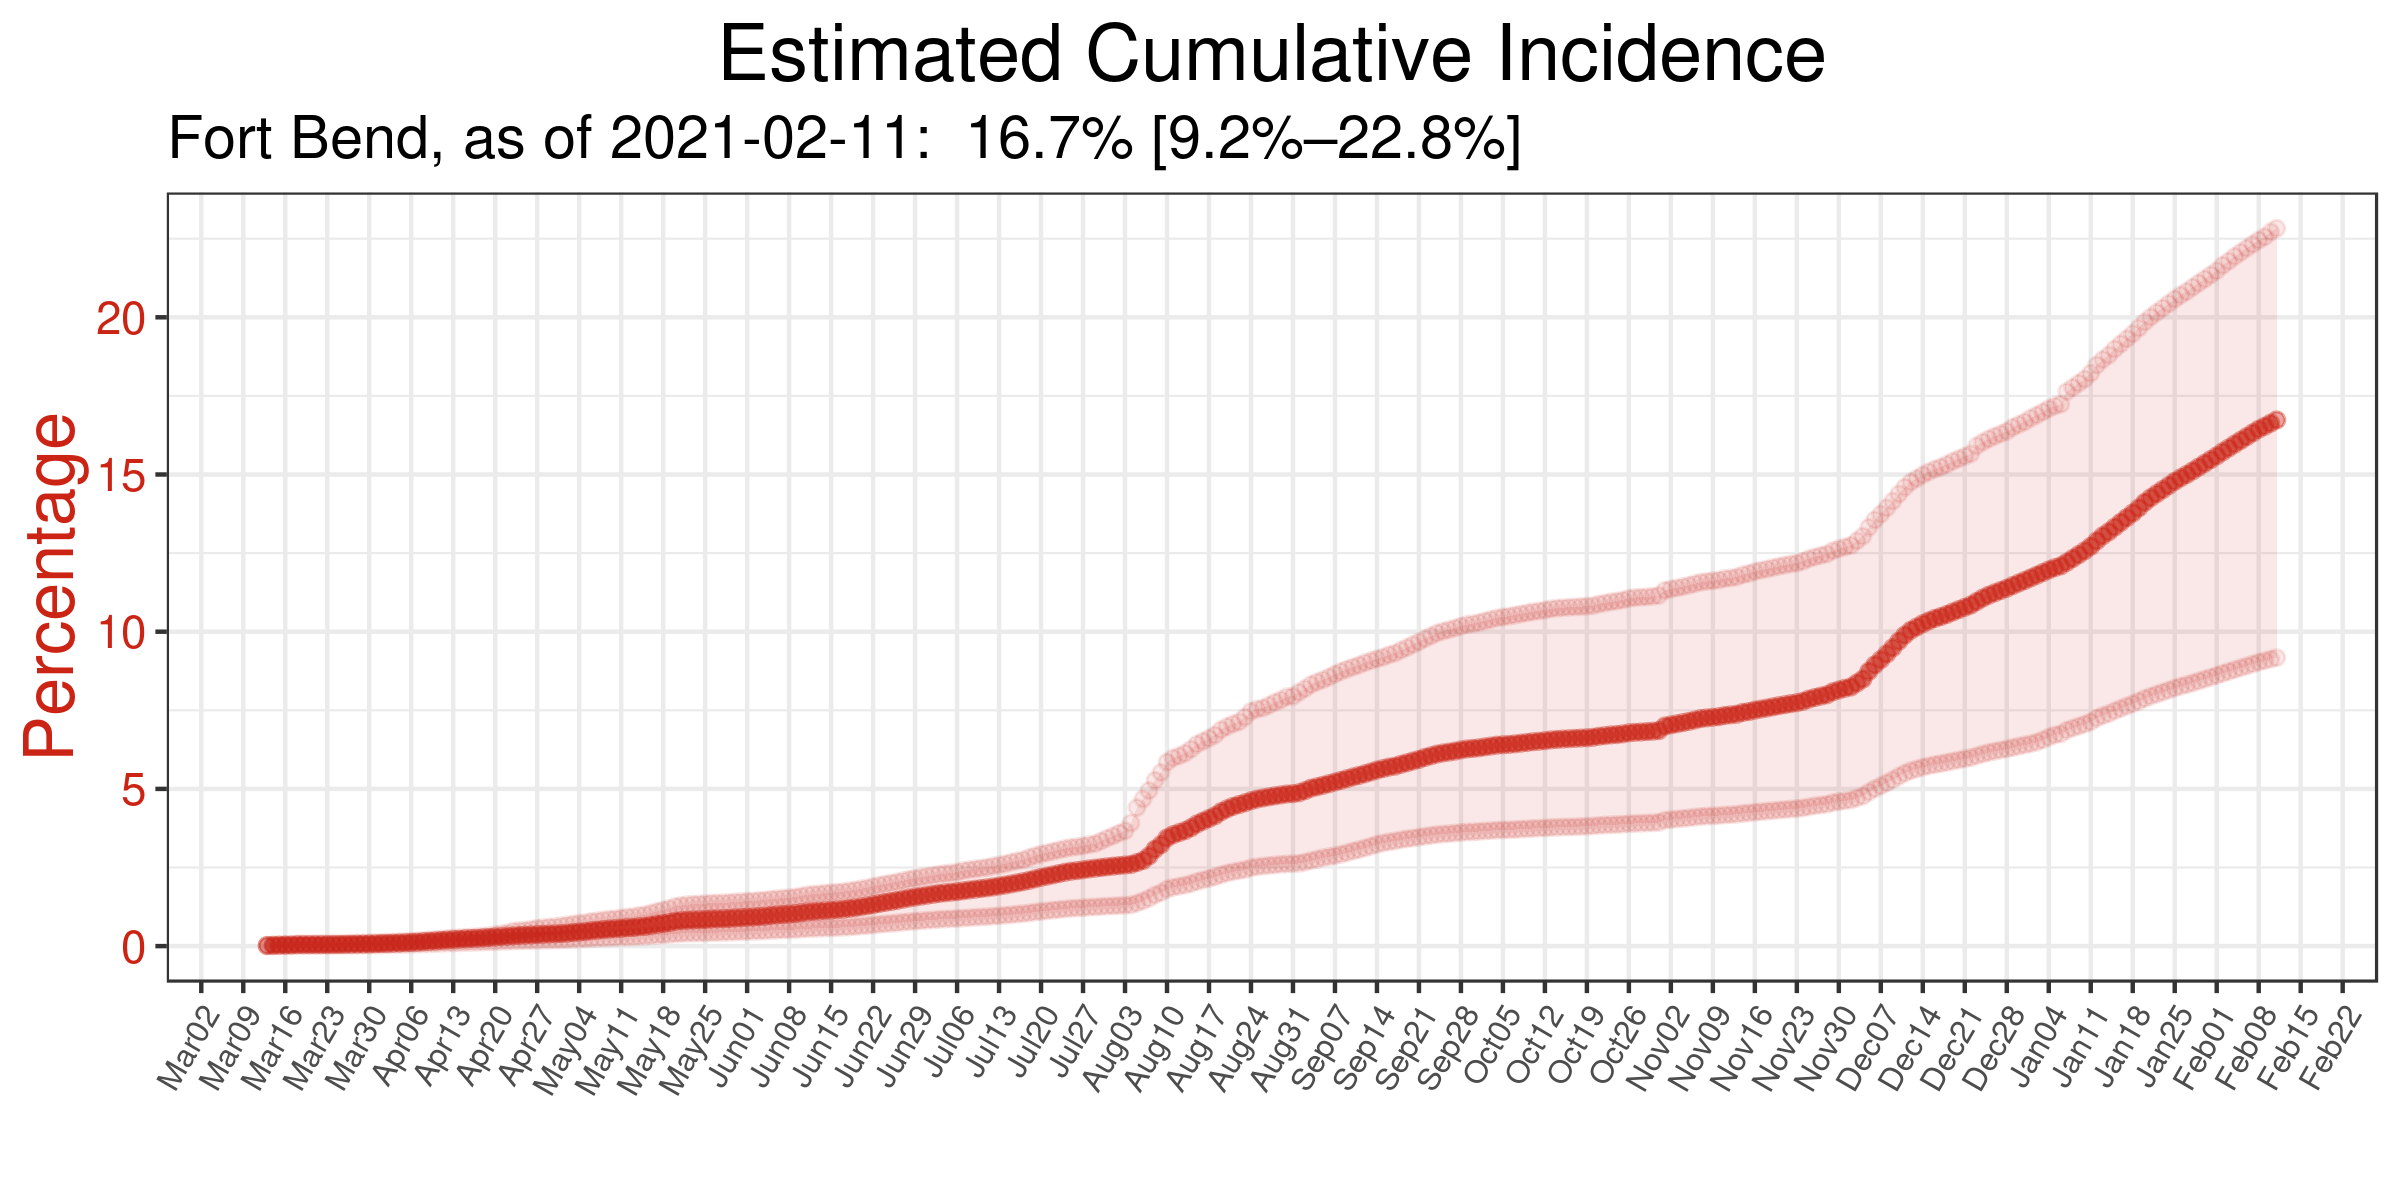 Estimated Cumulative Incidence
Fort Bend, as of 2021-02-11:  16.7% [9.2%–22.8%]
Percentage
20
15
10
5
0
Mar02
Mar09
Mar16
Mar23
Mar30
Apr06
Apr13
Apr20
Apr27
May04
May11
May18
May25
Jun01
Jun08
Jun15
Jun22
Jun29
Jul06
Jul13
Jul20
Jul27
Aug03
Aug10
Aug17
Aug24
Aug31
Sep07
Sep14
Sep21
Sep28
Oct05
Oct12
Oct19
Oct26
Nov02
Nov09
Nov16
Nov23
Nov30
Dec07
Dec14
Dec21
Dec28
Jan04
Jan11
Jan18
Jan25
Feb01
Feb08
Feb15
Feb22